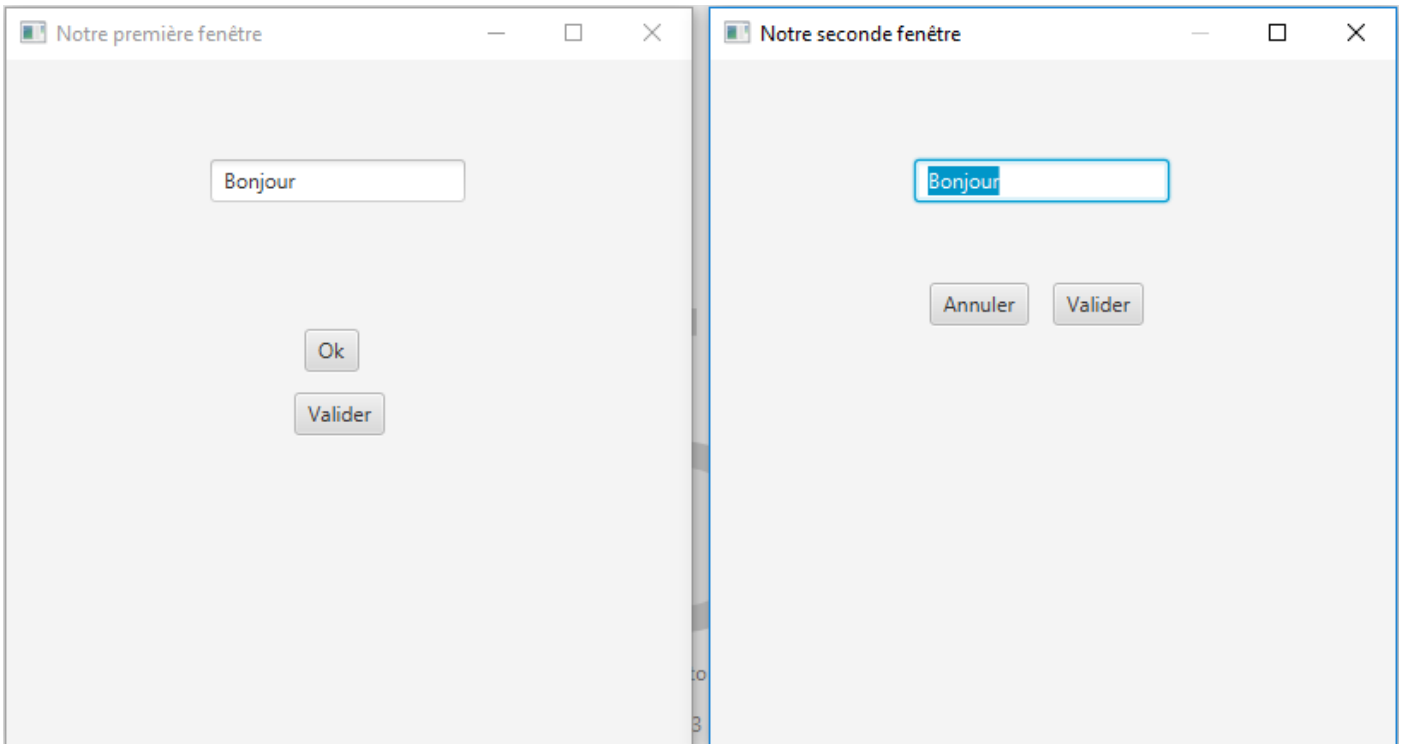 Notre première fenêtre
Bonjour
Ok
Valider
Notre seconde fenêtre
Bonjour
Annuler Valider